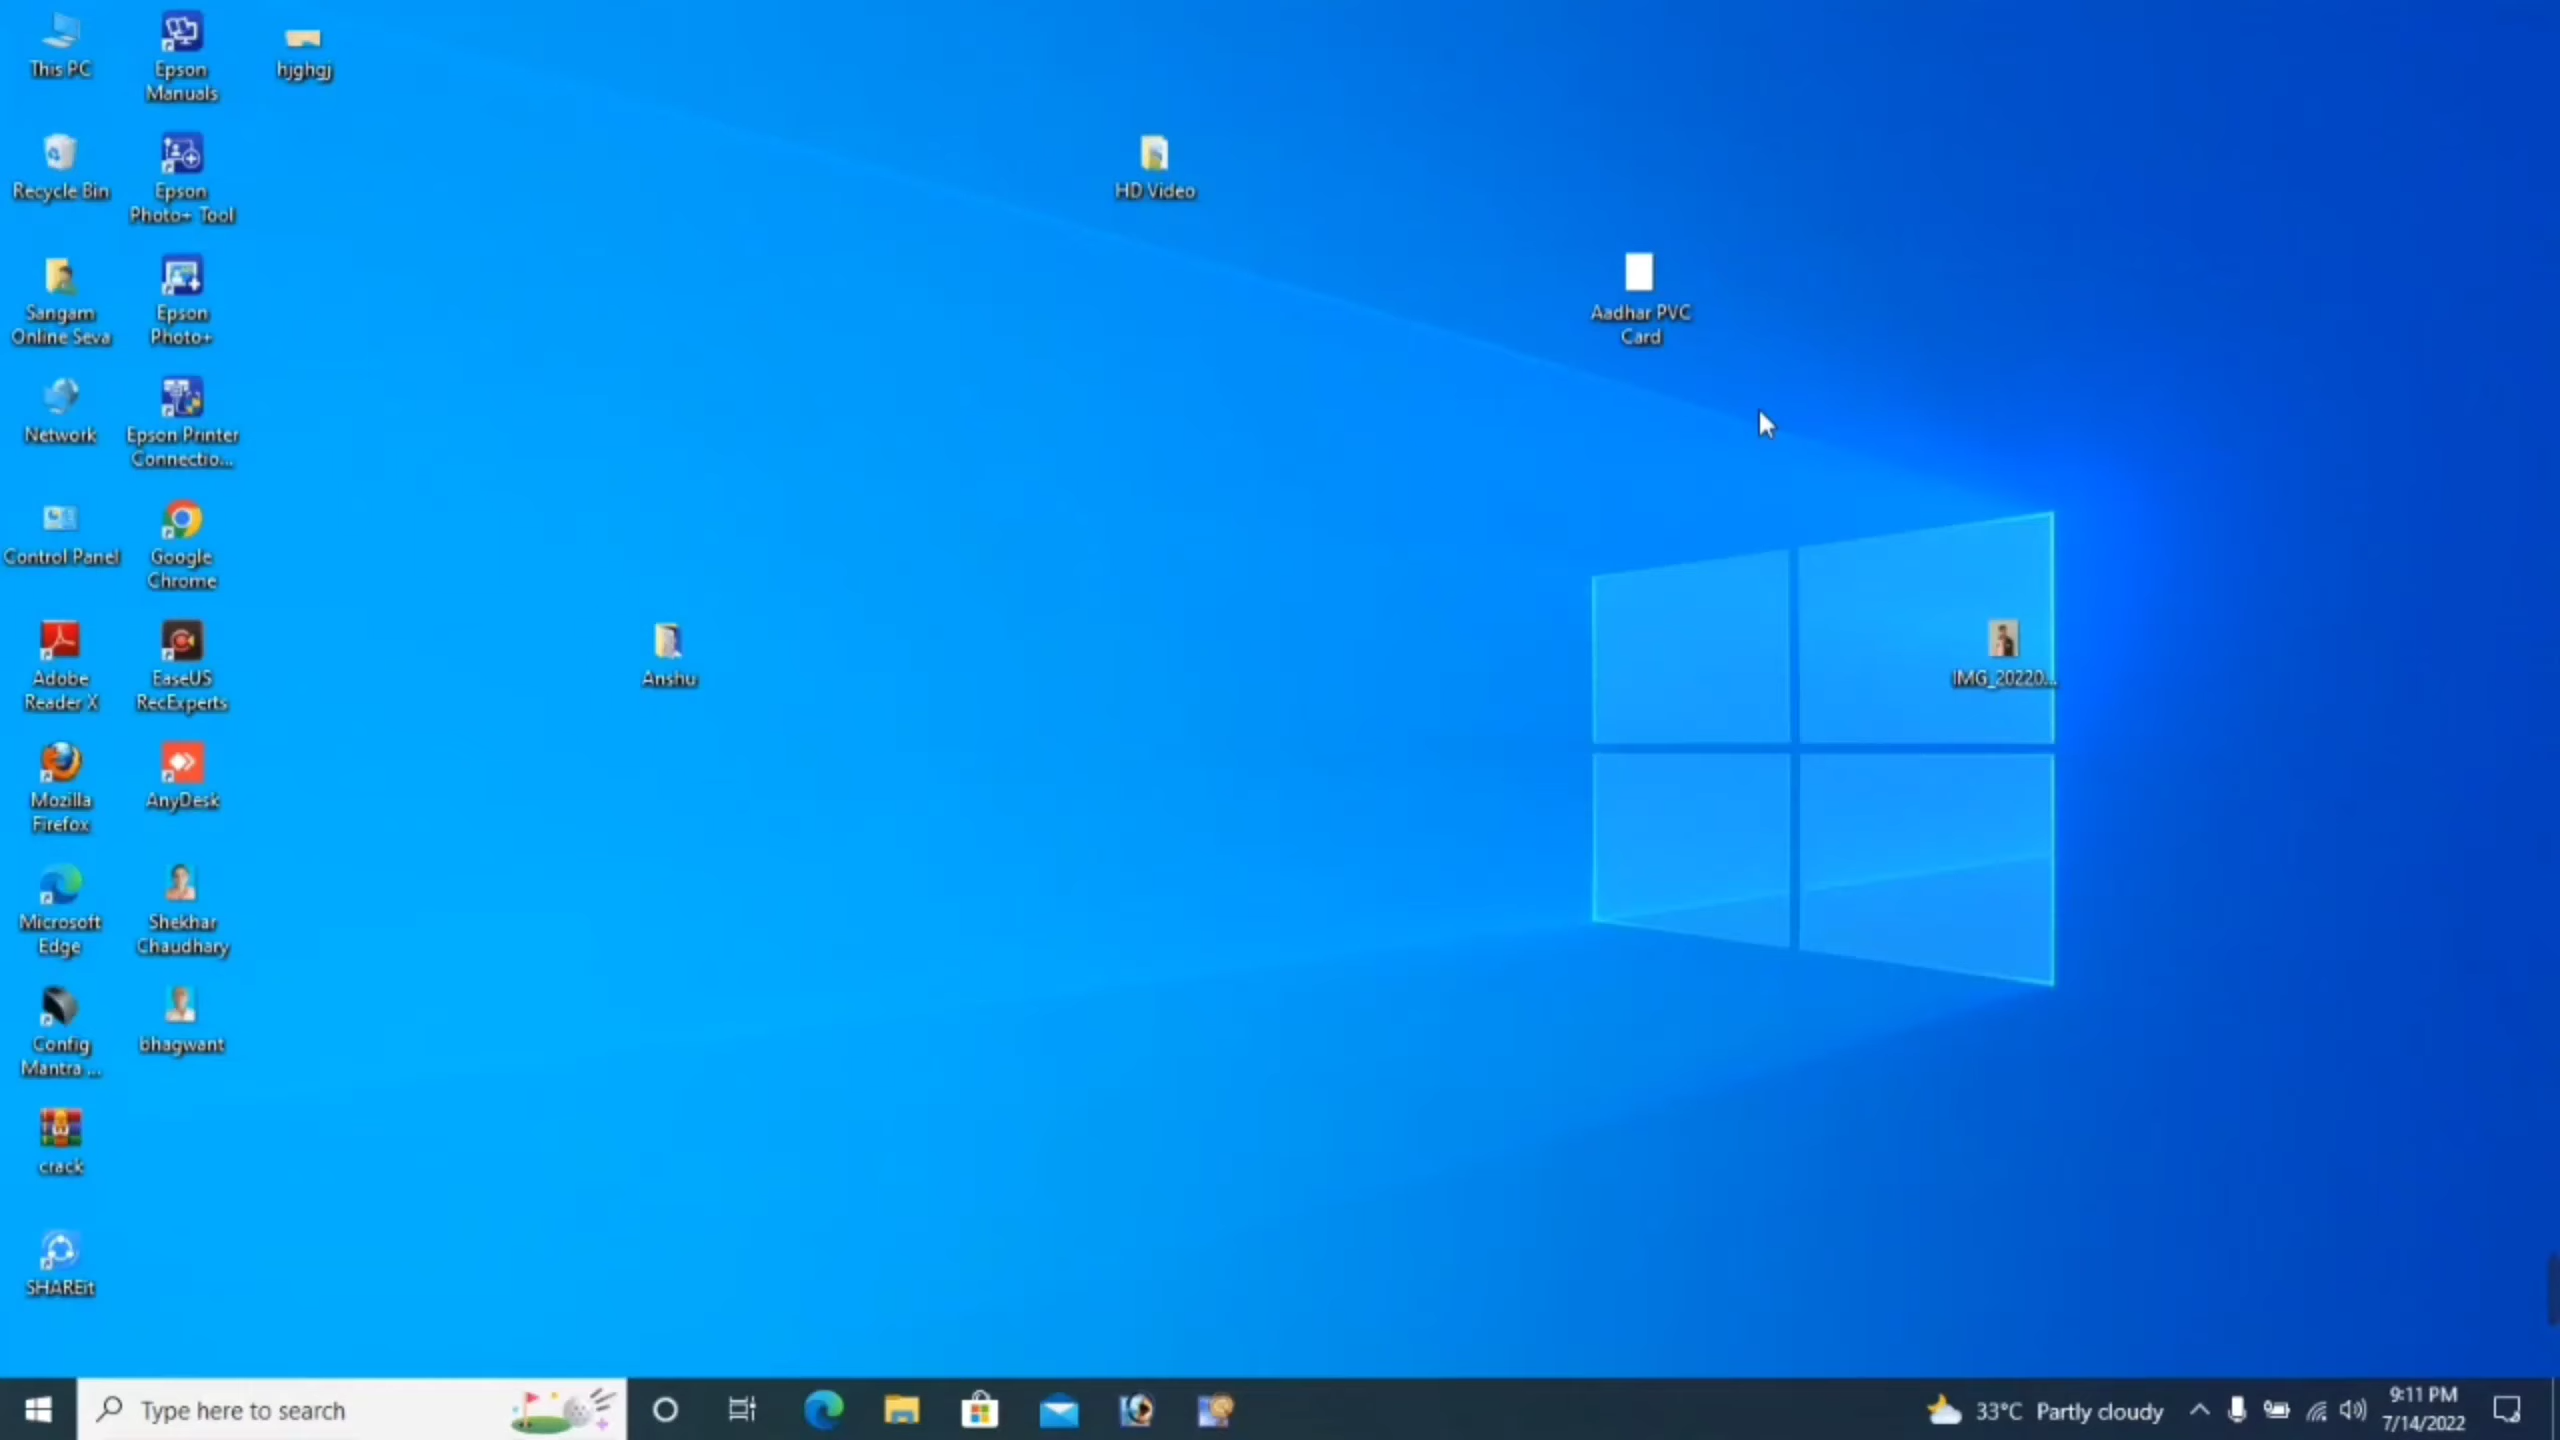 This PC
Epson
Manuals
hjghgj
Recycle Bin
Epson
Photo+ Tool
HD Video
Sangam
Online Seva
Epson
Photo+
Aadhar PVC
Card
Network
Epson Printer
Connectio...
Control Panel
Google
Chrome
Adobe
Reader X
EaseUS
RecExperts
Anshu
IMG_20220...
Mozilla
Firefox
AnyDesk
Microsoft
Edge
Shekhar
Chaudhary
Config
Mantra ...
bhagwant
crack
SHAREit
Type here to search
33°C Partly cloudy
9:11 PM
7/14/2022